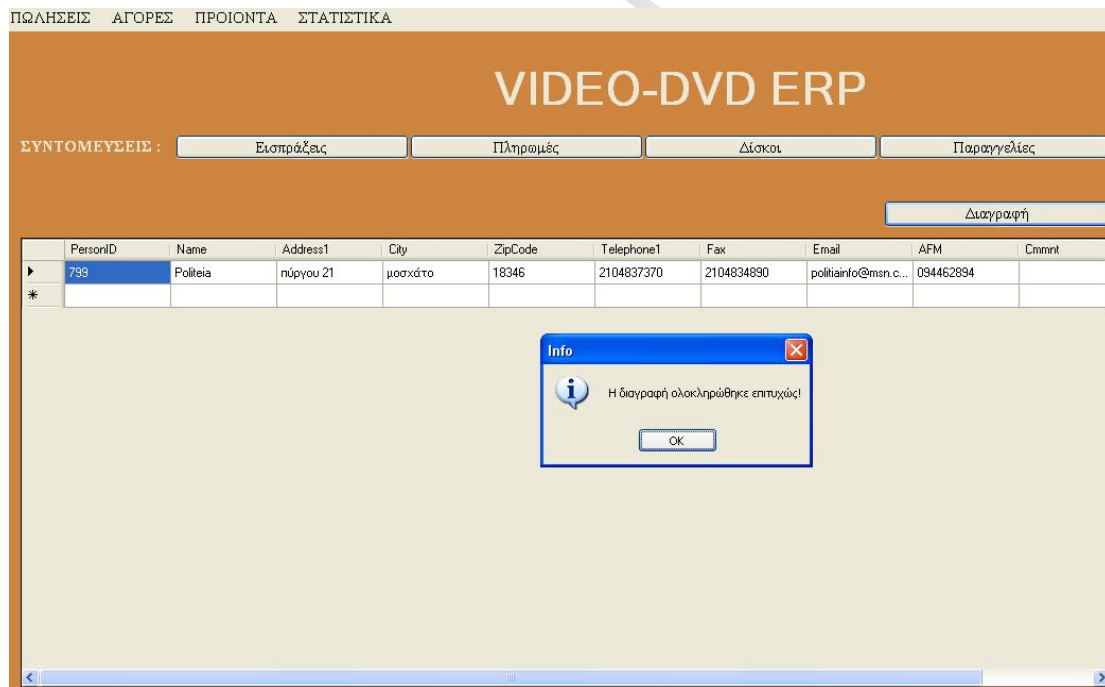 ΠΩΛΗΣΕΙΣ ΑΓΟΡΕΣ ΠΡΟΙΟΝΤΑ ΣΤΑΤΙΣΤΙΚΑ
VIDEO-DVD ERP
ΣΥΝΤΟΜΕΥΣΕΙΣ : Εισπράξεις Πληρωμές Δίσκοι Παραγγελίες
Διαγραφή
PersonID Name Address1 City ZipCode Telephone1 Fax Email AFM Cmmnt
799 Politeia πύργου 21 μοσχάτο 18346 2104837370 2104834890 politiainfo@msn.c... 094462894
Info
Η διαγραφή ολοκληρώθηκε επιτυχώς!
OK